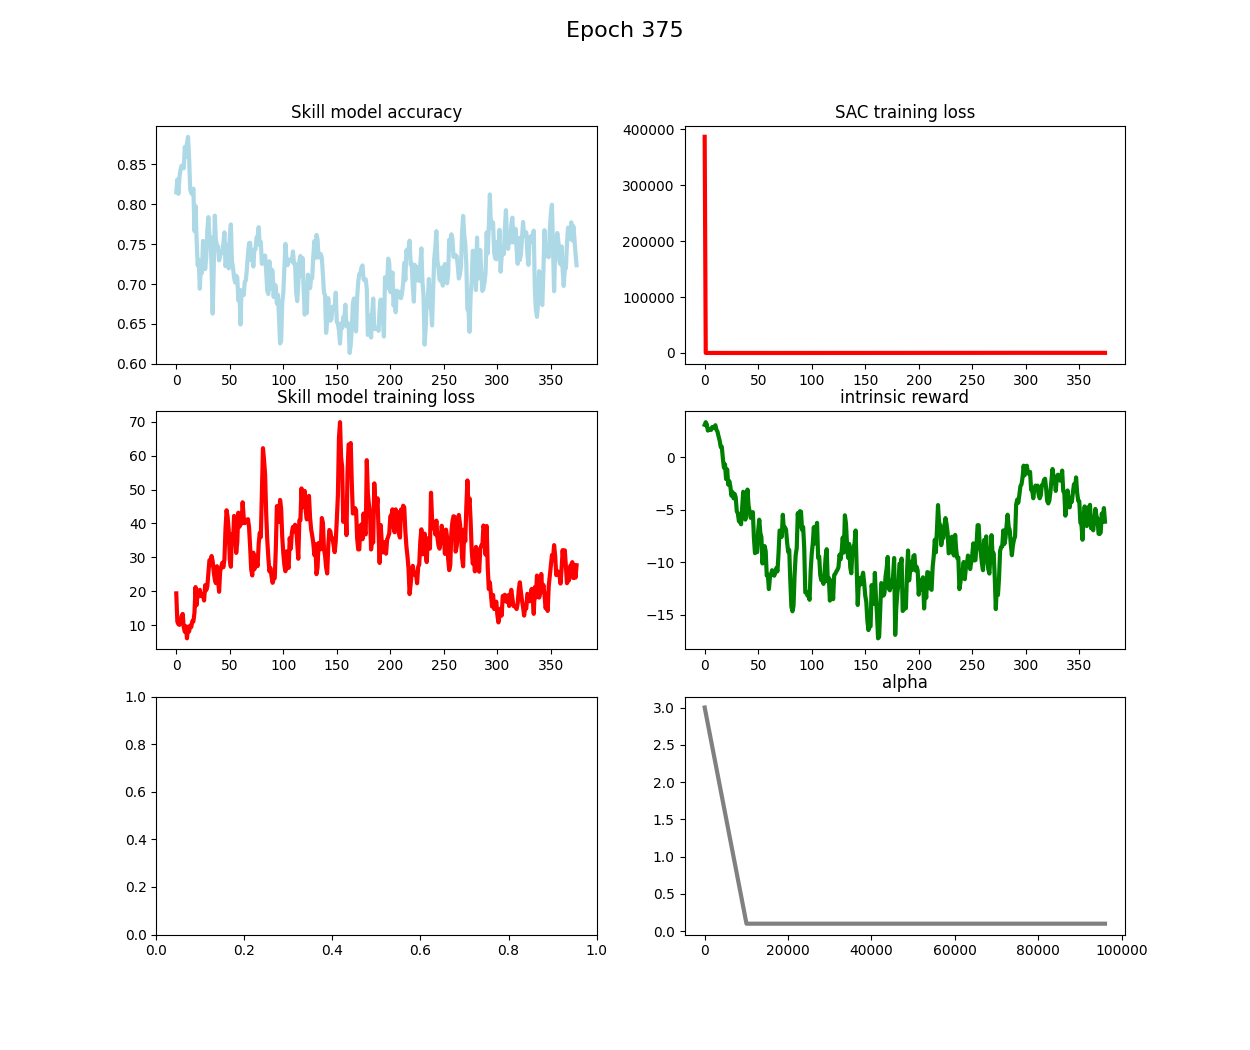 Epoch 375
Skill model accuracy
0.85
0.80
0.75
0.70
0.65
0.60
0 50 100 150 200 250 300 350
SAC training loss
400000
300000
200000
100000
0
0 50 100 150 200 250 300 350
Skill model training loss
70
60
50
40
30
20
10
0 50 100 150 200 250 300 350
intrinsic reward
0
−5
−10
−15
0 50 100 150 200 250 300 350
1.0
0.8
0.6
0.4
0.2
0.0
0.0 0.2 0.4 0.6 0.8 1.0
alpha
3.0
2.5
2.0
1.5
1.0
0.5
0.0
0 20000 40000 60000 80000 100000